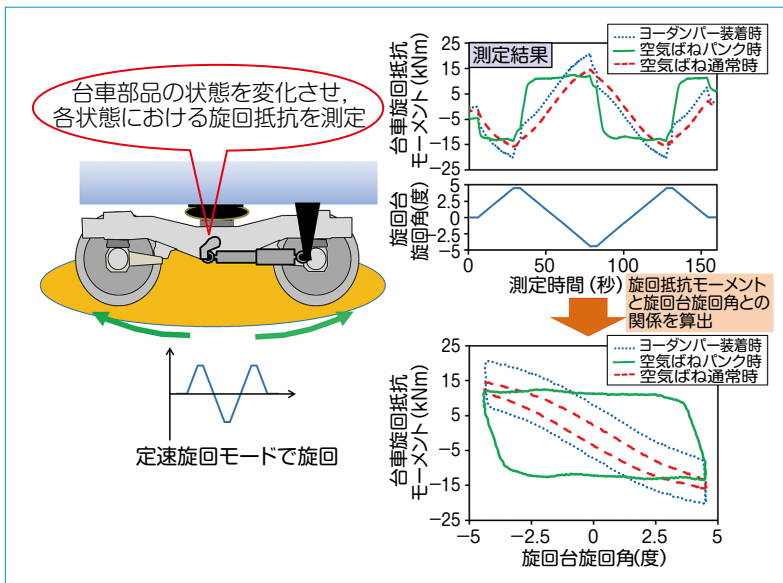 台車部品の状態を変化させ,
各状態における旋回抵抗を測定
定速旋回モードで旋回
測定結果
ヨーダンパー装着時
空気ばねパンク時
空気ばね通常時
台車旋回抵抗
モーメント(kNm)
25
15
5
−5
−15
−25
旋回台
旋回角(度)
5
2.5
0
−2.5
−5
0
50
100
150
測定時間(秒)
旋回抵抗モーメント
と旋回台旋回角との
関係を算出
ヨーダンパー装着時
空気ばねパンク時
空気ばね通常時
台車旋回抵抗
モーメント(kNm)
25
15
5
−5
−15
−25
−5
−2.5
0
2.5
5
旋回台旋回角(度)